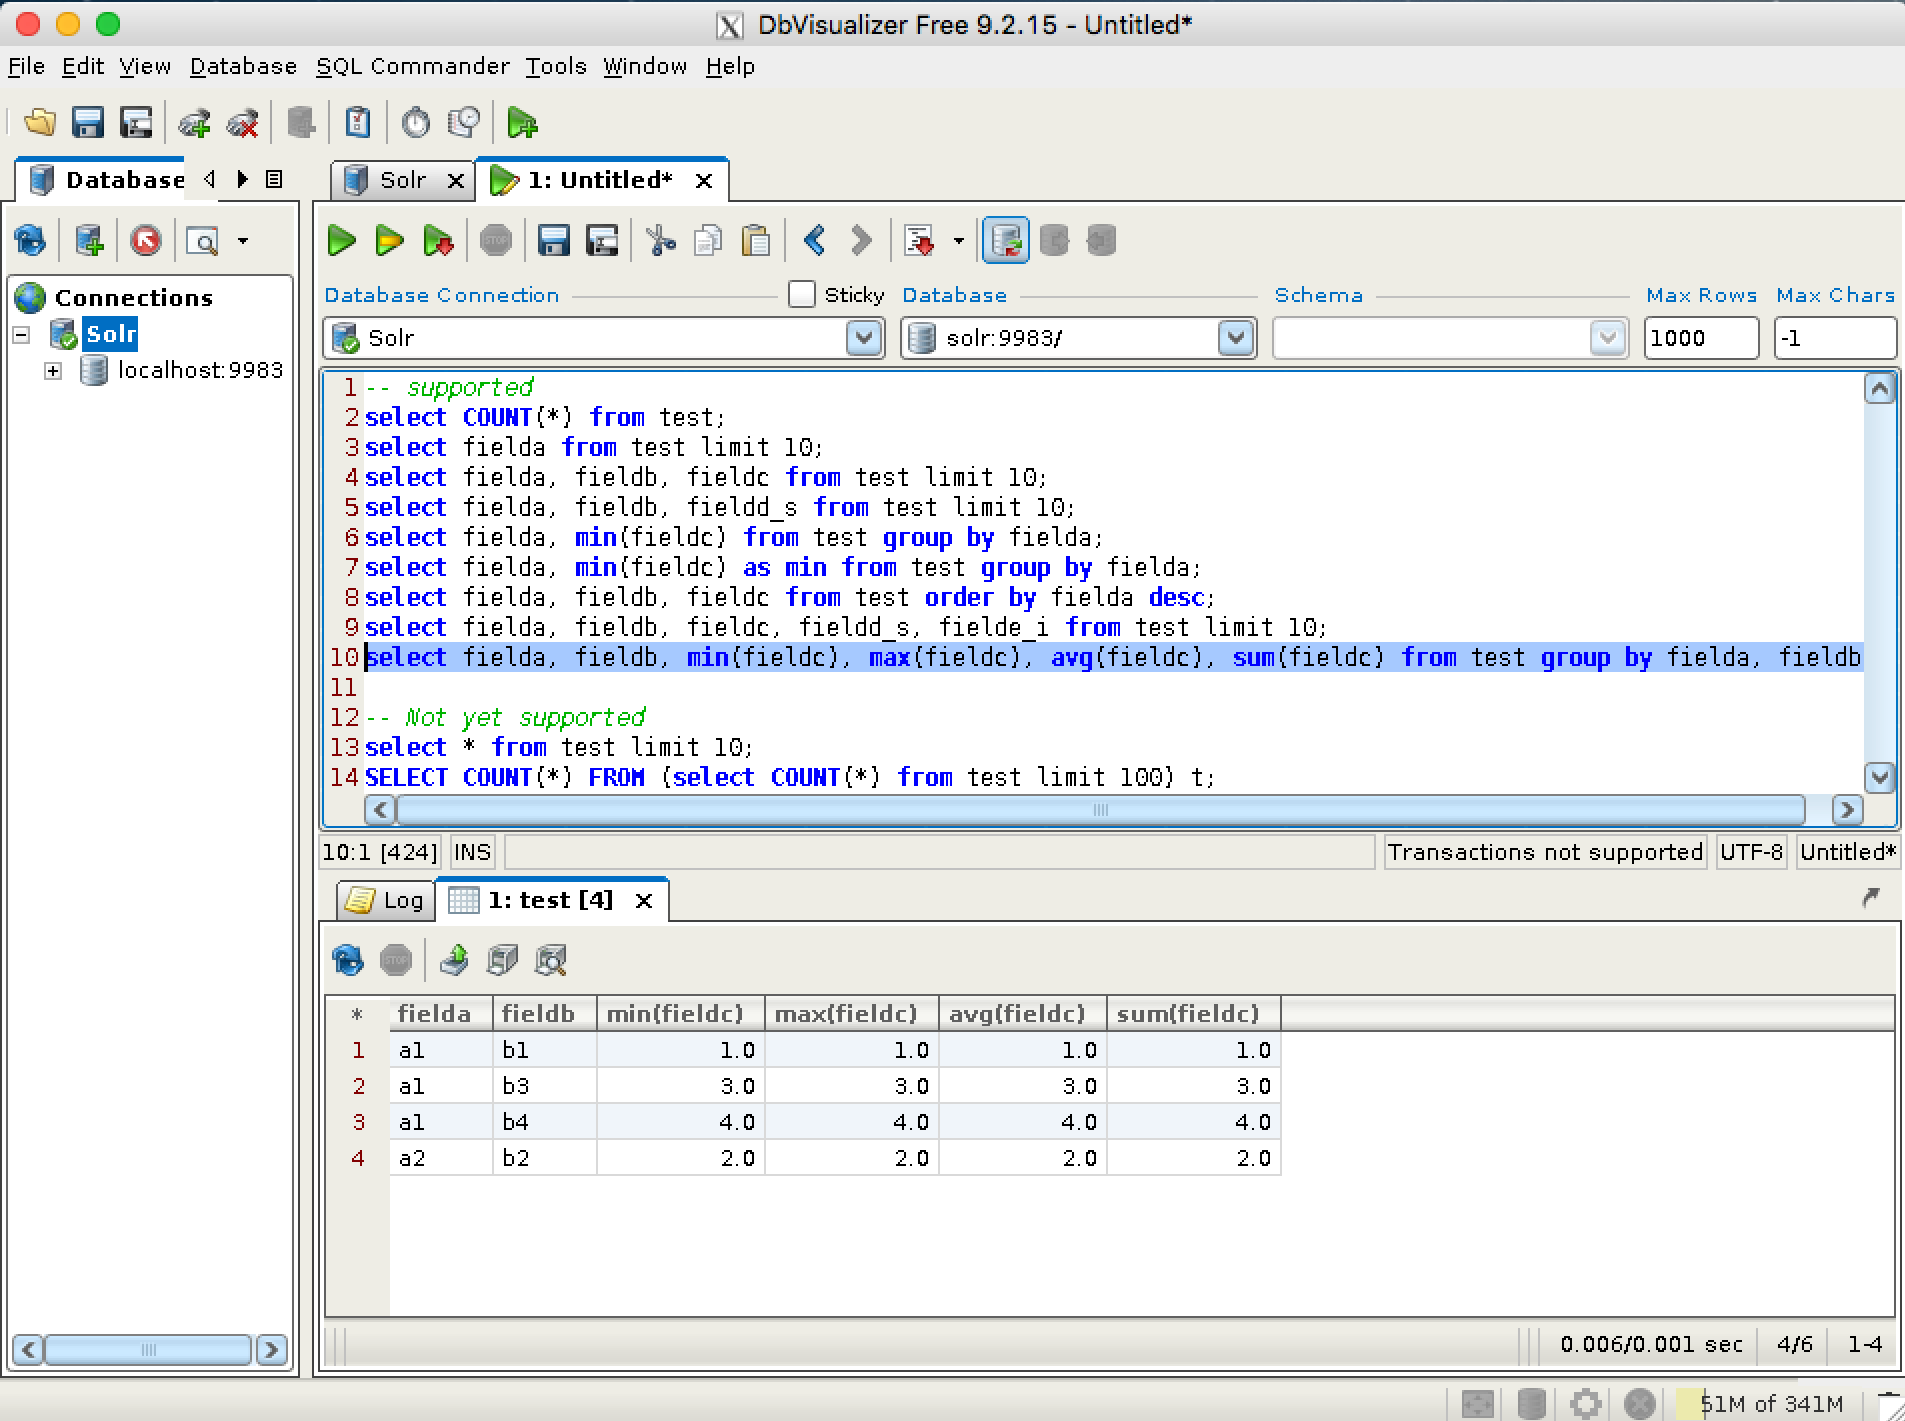 DbVisualizer Free 9.2.15 - Untitled*
File Edit View Database SQL Commander Tools Window Help
Database
Solr
1: Untitled*
Connections
Solr
localhost:9983
Database Connection Sticky Database Schema Max Rows Max Chars
Solr solr:9983/ 1000 -1
1 -- supported
2 select COUNT(*) from test;
3 select fielda from test limit 10;
4 select fielda, fieldb, fieldc from test limit 10;
5 select fielda, fieldb, fieldd_s from test limit 10;
6 select fielda, min(fieldc) from test group by fielda;
7 select fielda, min(fieldc) as min from test group by fielda;
8 select fielda, fieldb, fieldc from test order by fielda desc;
9 select fielda, fieldb, fieldc, fieldd_s, fielde_i from test limit 10;
10 select fielda, fieldb, min(fieldc), max(fieldc), avg(fieldc), sum(fieldc) from test group by fielda, fieldb
11
12 -- Not yet supported
13 select * from test limit 10;
14 SELECT COUNT(*) FROM (select COUNT(*) from test limit 100) t;
10:1 [424] INS Transactions not supported UTF-8 Untitled*
Log 1: test [4]
* fielda fieldb min(fieldc) max(fieldc) avg(fieldc) sum(fieldc)
1 a1 b1 1.0 1.0 1.0 1.0
2 a1 b3 3.0 3.0 3.0 3.0
3 a1 b4 4.0 4.0 4.0 4.0
4 a2 b2 2.0 2.0 2.0 2.0
0.006/0.001 sec 4/6 1-4
51M of 341M